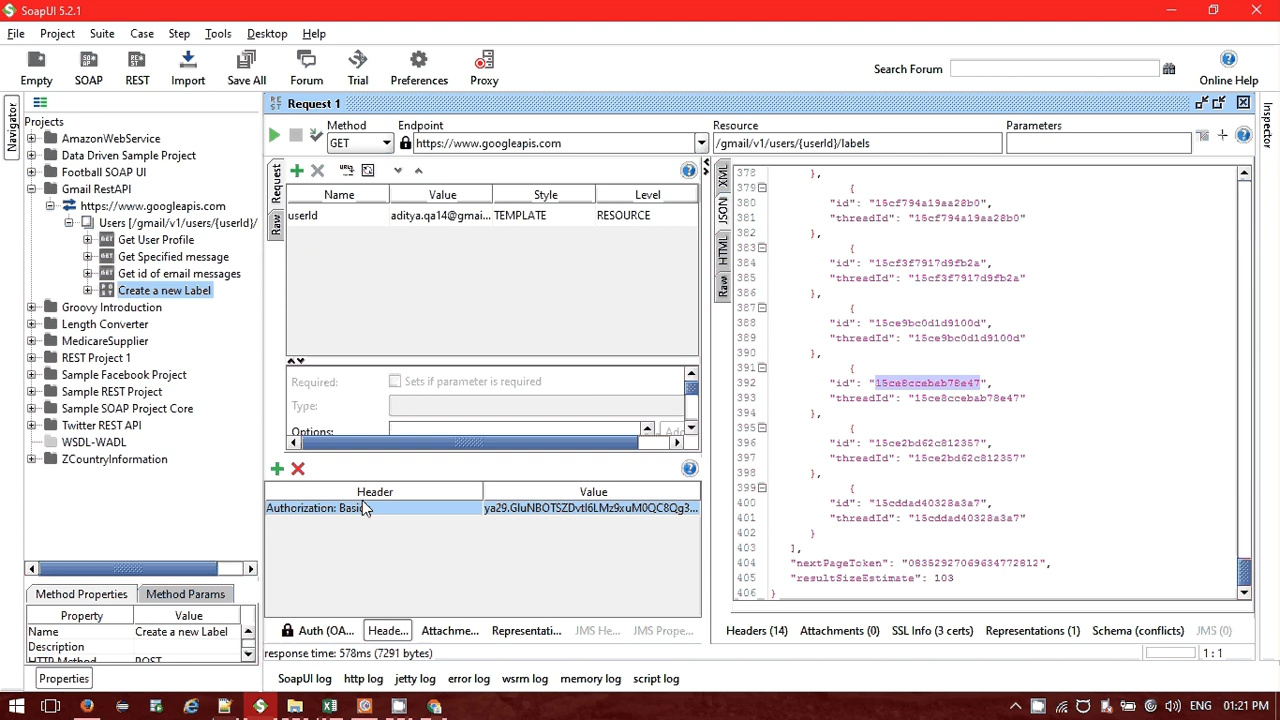 SoapUI 5.2.1
File Project Suite Case Step Tools Desktop Help
Empty SOAP REST Import Save All Forum Trial Preferences Proxy
Search Forum
Online Help
Navigator
Projects
AmazonWebService
Data Driven Sample Project
Football SOAP UI
Gmail RestAPI
https://www.googleapis.com
Users [/gmail/v1/users/{userId}/
GET Get User Profile
GET Get Specified message
GET Get id of email messages
Create a new Label
Groovy Introduction
Length Converter
MedicareSupplier
REST Project 1
Sample Facebook Project
Sample REST Project
Sample SOAP Project Core
Twitter REST API
WSDL-WADL
ZCountryInformation
Method Properties Method Params
Property Value
Name Create a new Label
Description
HTTP Method POST
Properties
Request 1
Method Endpoint Resource Parameters
GET https://www.googleapis.com /gmail/v1/users/{userId}/labels
Request
Raw
Name Value Style Level
userId aditya.qa14@gmai... TEMPLATE RESOURCE
Required: Sets if parameter is required
Type:
Options: Add
Header Value
Authorization: Basic ya29.GluNBOTSZDvtI6LMz9xuM0QC8Qg3...
Auth (OA... Heade... Attachme... Representati... JMS He... JMS Prope...
response time: 578ms (7291 bytes)
XML
JSON
HTML
Raw
378 },
379 {
380 "id": "15cf794a19aa28b0",
381 "threadId": "15cf794a19aa28b0"
382 },
383 {
384 "id": "15cf3f7917d9fb2a",
385 "threadId": "15cf3f7917d9fb2a"
386 },
387 {
388 "id": "15ce9bc0d1d9100d",
389 "threadId": "15ce9bc0d1d9100d"
390 },
391 {
392 "id": "15ce8ccebab78e47",
393 "threadId": "15ce8ccebab78e47"
394 },
395 {
396 "id": "15ce2bd62c812357",
397 "threadId": "15ce2bd62c812357"
398 },
399 {
400 "id": "15cddad40328a3a7",
401 "threadId": "15cddad40328a3a7"
402 }
403 ],
404 "nextPageToken": "08352927069634772812",
405 "resultSizeEstimate": 103
406 }
Headers (14) Attachments (0) SSL Info (3 certs) Representations (1) Schema (conflicts) JMS (0)
1 : 1
Inspector
SoapUI log http log jetty log error log wsrm log memory log script log
ENG 01:21 PM